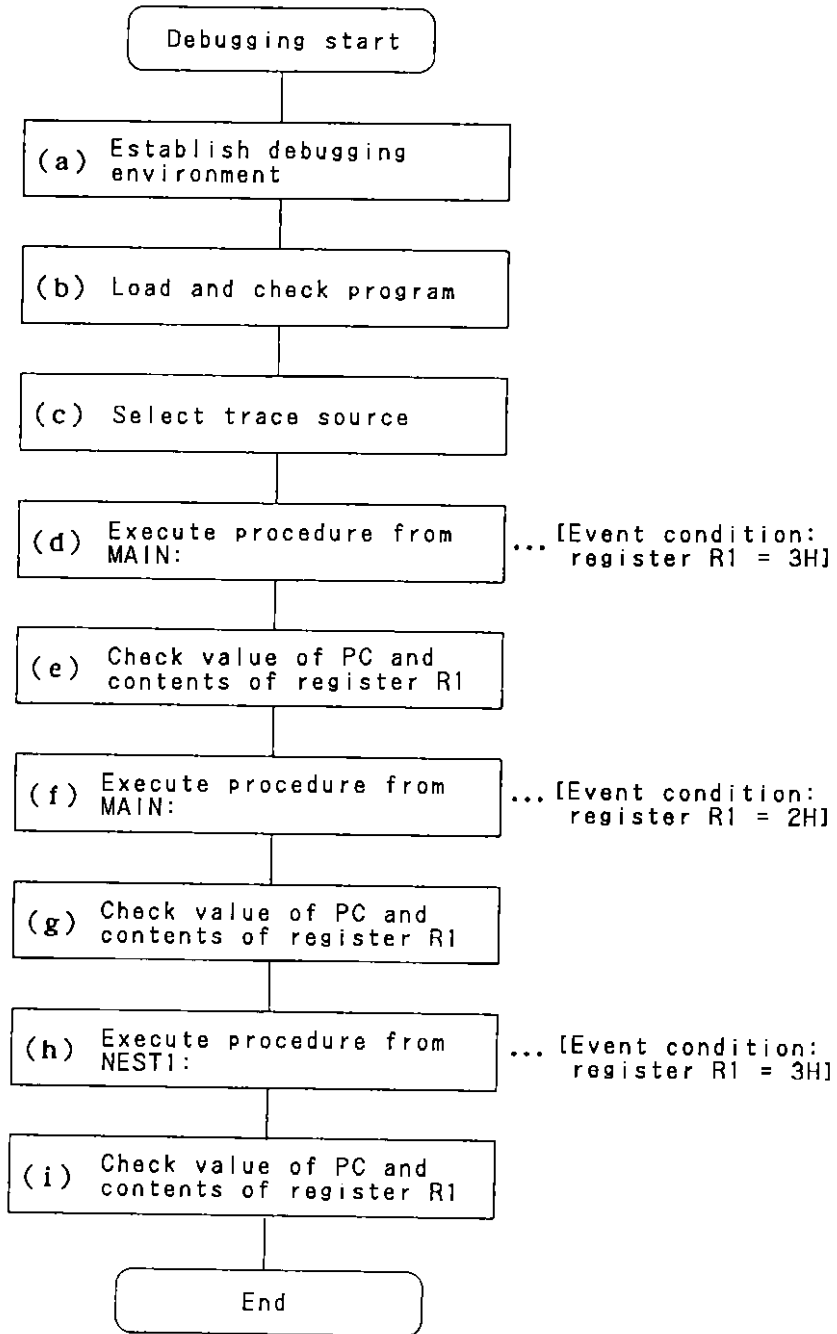 Debugging start
(a) Establish debugging
environment
(b) Load and check program
(c) Select trace source
(d) Execute procedure from
MAIN:
... [Event condition:
register R1 = 3H]
(e) Check value of PC and
contents of register R1
(f) Execute procedure from
MAIN:
... [Event condition:
register R1 = 2H]
(g) Check value of PC and
contents of register R1
(h) Execute procedure from
NEST1:
... [Event condition:
register R1 = 3H]
(i) Check value of PC and
contents of register R1
End